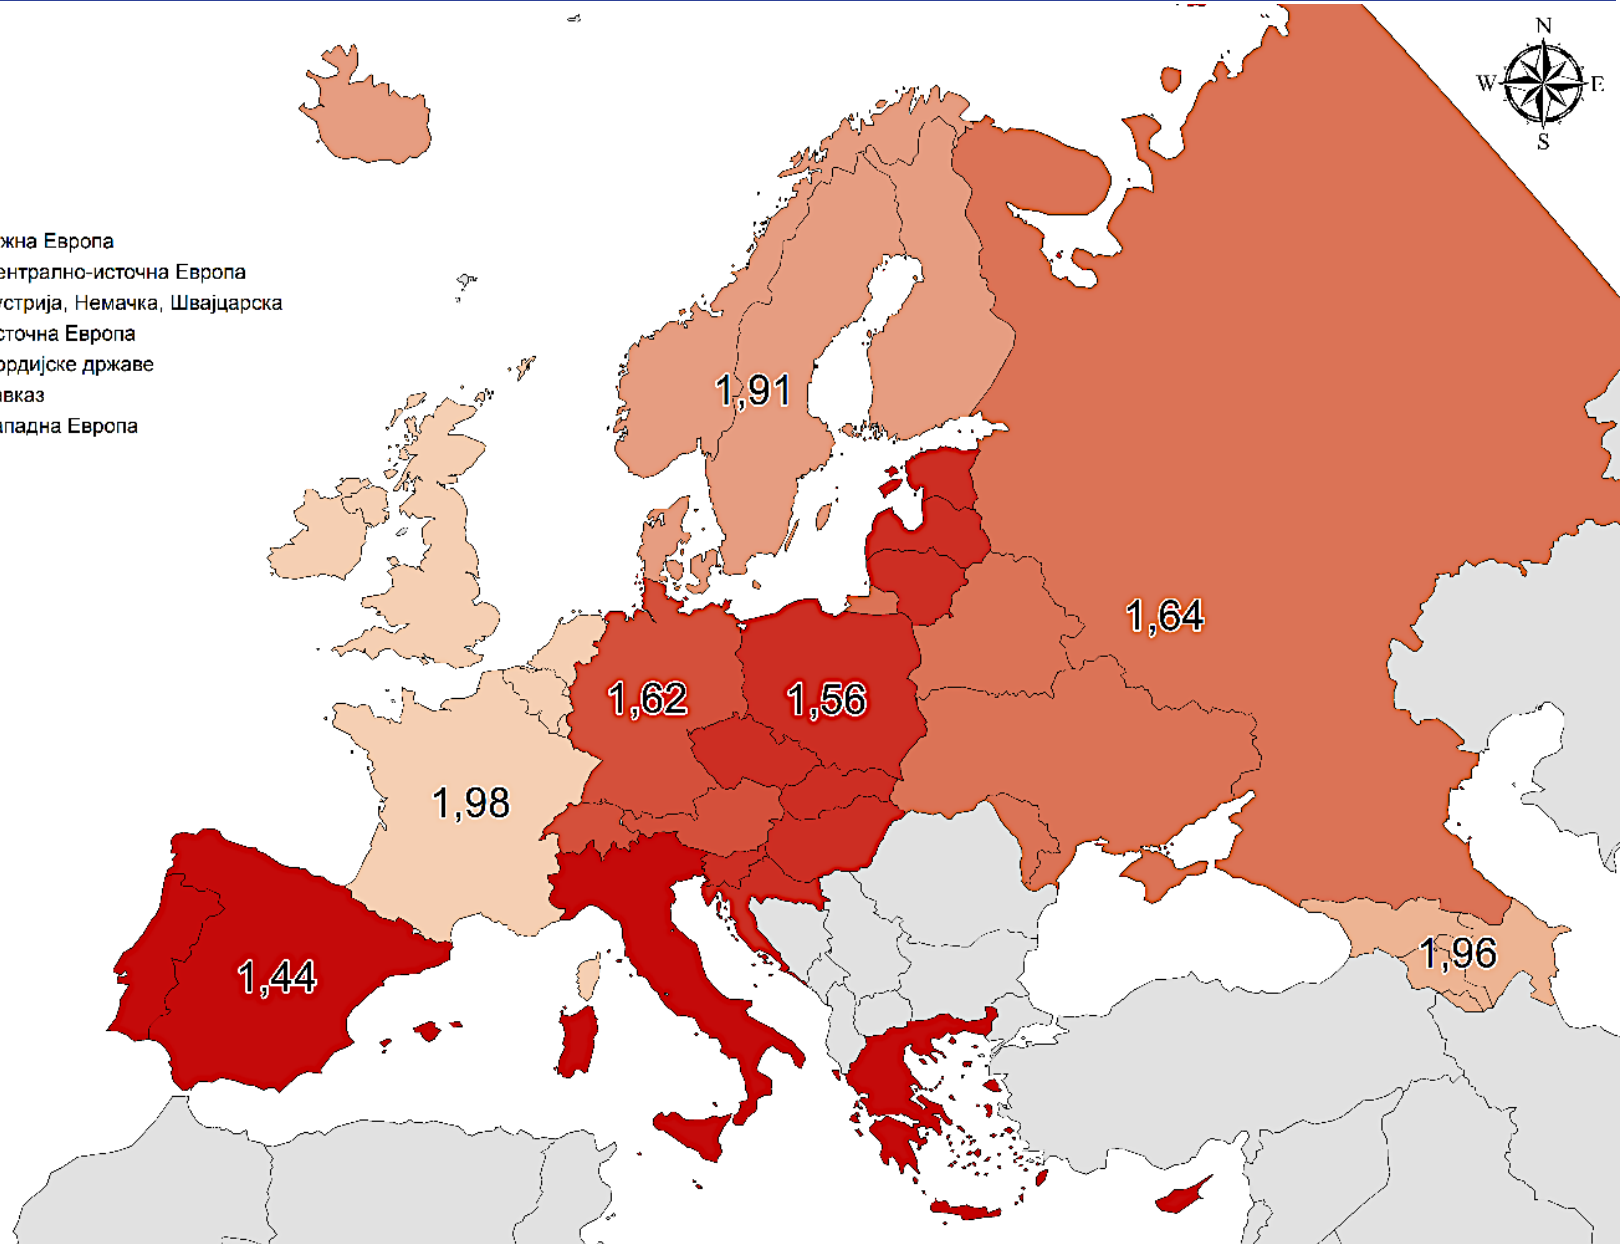 N
W E
S
жна Европа
ентрално-источна Европа
устрија, Немачка, Швајцарска
сточна Европа
ордијске државе
авказ
ападна Европа
1,91
1,64
1,62
1,56
1,98
1,96
1,44